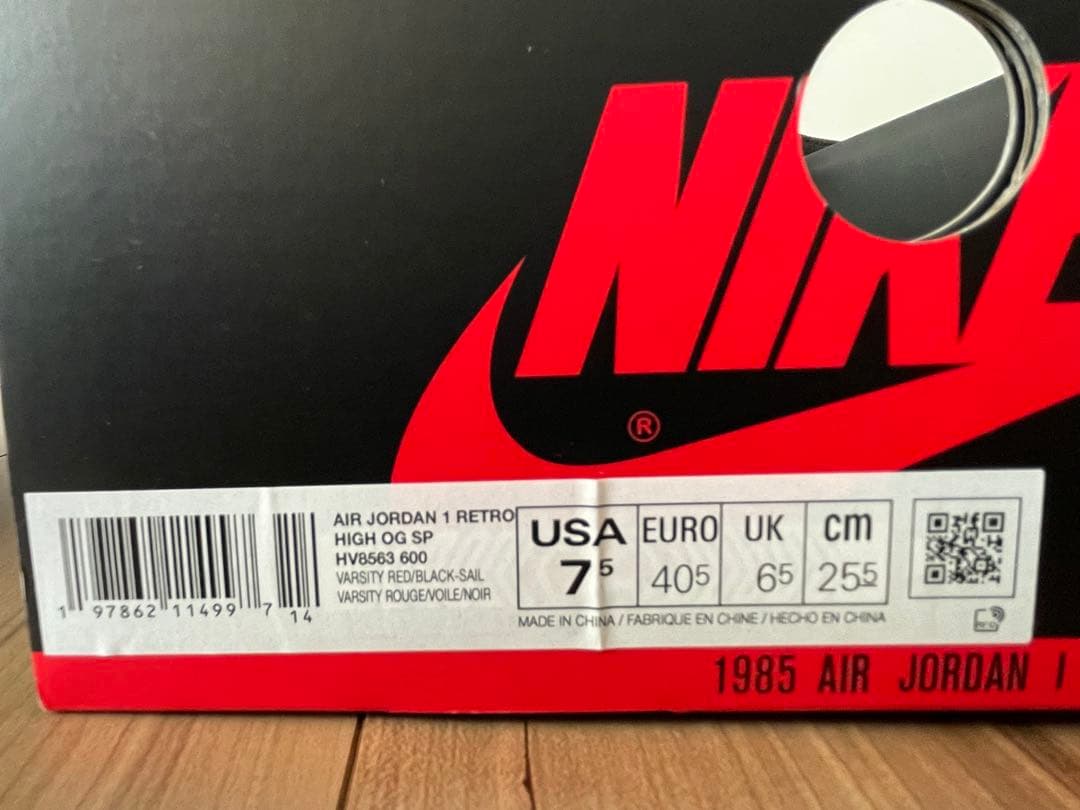 NIKE
®
AIR JORDAN 1 RETRO
HIGH OG SP
HV8563 600
VARSITY RED/BLACK-SAIL
VARSITY ROUGE/VOILE/NOIR
1 97862 11499 7 14
USA EURO UK cm
7⁵ 40⁵ 6⁵ 25⁵
MADE IN CHINA / FABRIQUE EN CHINE / HECHO EN CHINA
1985 AIR JORDAN I